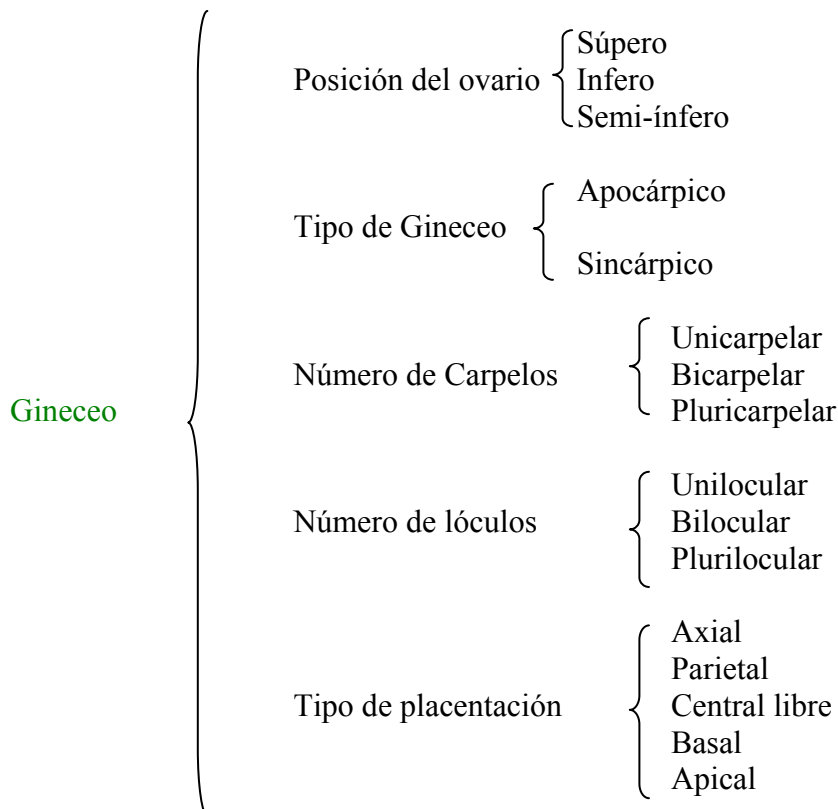 Súpero
Posición del ovario
Infero
Semi-ínfero
Apocárpico
Tipo de Gineceo
Sincárpico
Unicarpelar
Número de Carpelos
Bicarpelar
Pluricarpelar
Gineceo
Unilocular
Número de lóculos
Bilocular
Plurilocular
Axial
Parietal
Tipo de placentación
Central libre
Basal
Apical